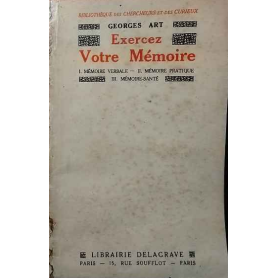 BIBLIOTHÈQUE DES CHERCHEURS ET DES CURIEUX
GEORGES ART
Exercez
Votre Mémoire
I. MÉMOIRE VERBALE — II. MÉMOIRE PRATIQUE
III. MÉMOIRE-SANTÉ
LIBRAIRIE DELAGRAVE
PARIS — 15, RUE SOUFFLOT — PARIS